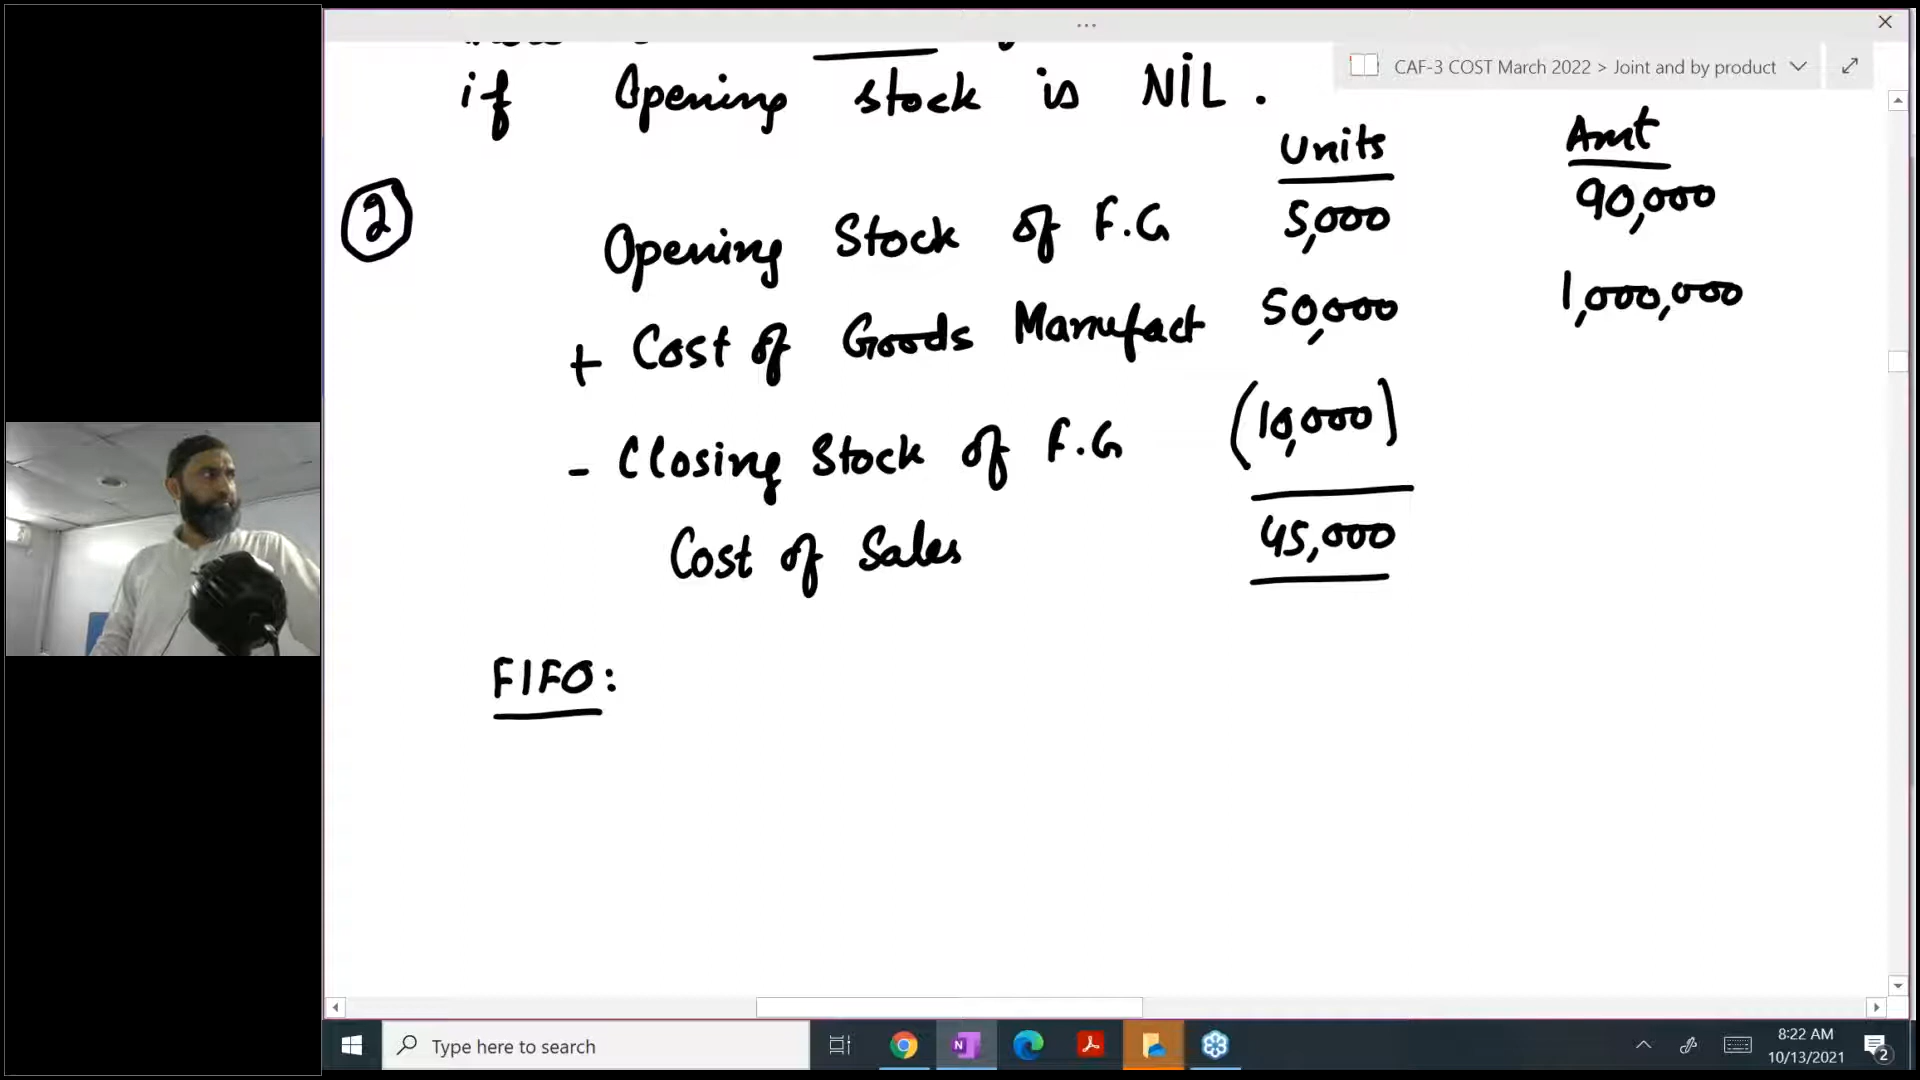 CAF-3 COST March 2022 > Joint and by product
if Opening stock is NIL.
Units Amt
2 Opening Stock of F.G 5,000 90,000
+ Cost of Goods Manufact 50,000 1,000,000
- Closing Stock of F.G (10,000)
Cost of Sales 45,000
FIFO:
Type here to search
8:22 AM
10/13/2021
2